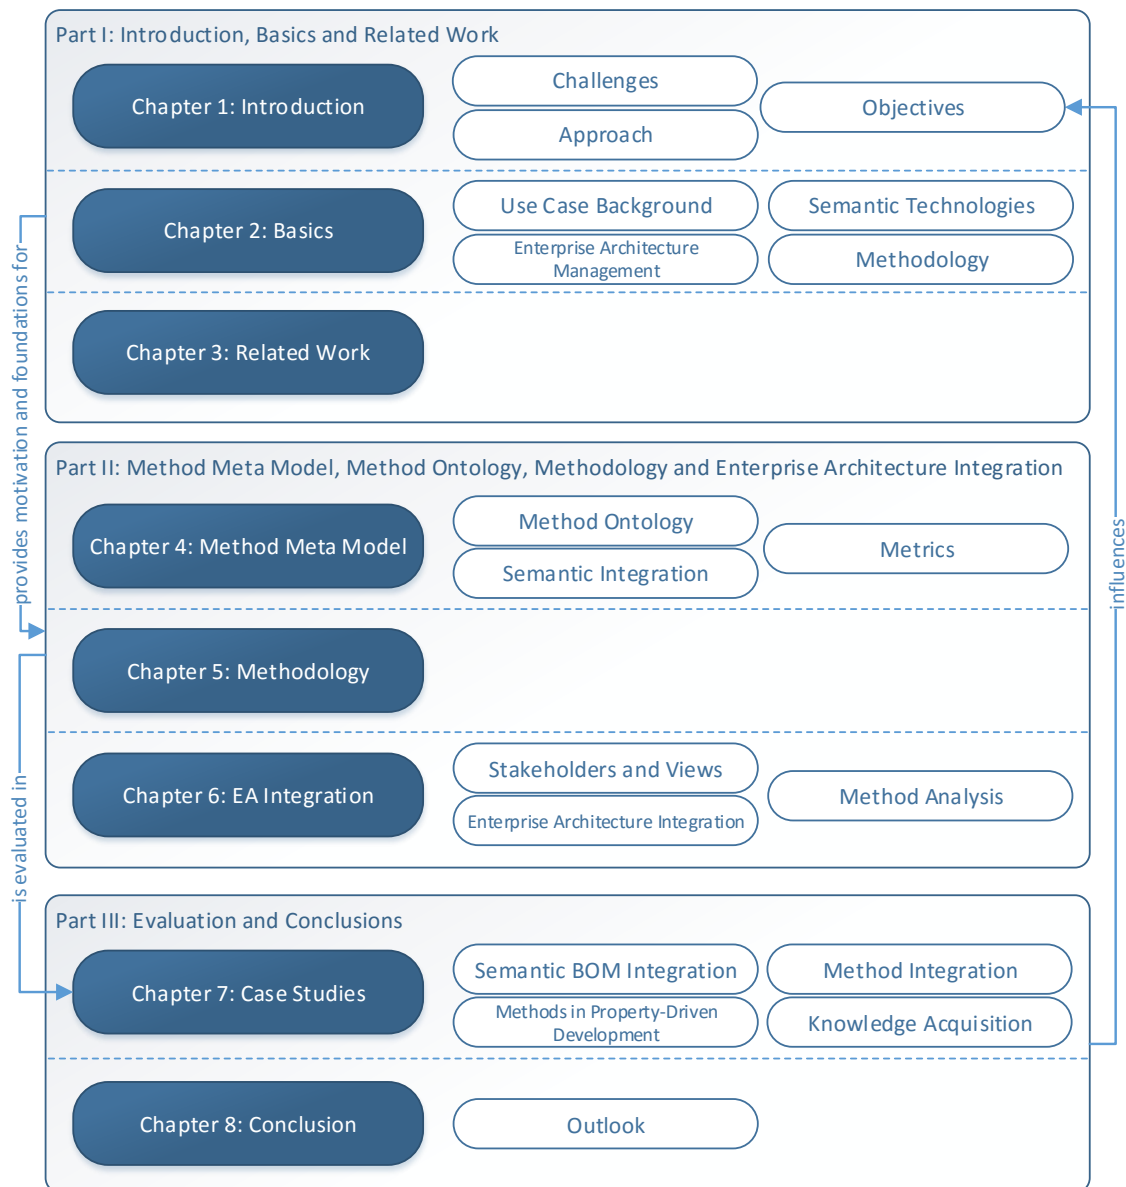 Part I: Introduction, Basics and Related Work
Chapter 1: Introduction
Challenges
Approach
Objectives
Chapter 2: Basics
Use Case Background
Semantic Technologies
Enterprise Architecture
Management
Methodology
Chapter 3: Related Work
provides motivation and foundations for
Part II: Method Meta Model, Method Ontology, Methodology and Enterprise Architecture Integration
Chapter 4: Method Meta Model
Method Ontology
Semantic Integration
Metrics
influences
Chapter 5: Methodology
Chapter 6: EA Integration
Stakeholders and Views
Enterprise Architecture Integration
Method Analysis
is evaluated in
Part III: Evaluation and Conclusions
Chapter 7: Case Studies
Semantic BOM Integration
Method Integration
Methods in Property-Driven
Development
Knowledge Acquisition
Chapter 8: Conclusion
Outlook